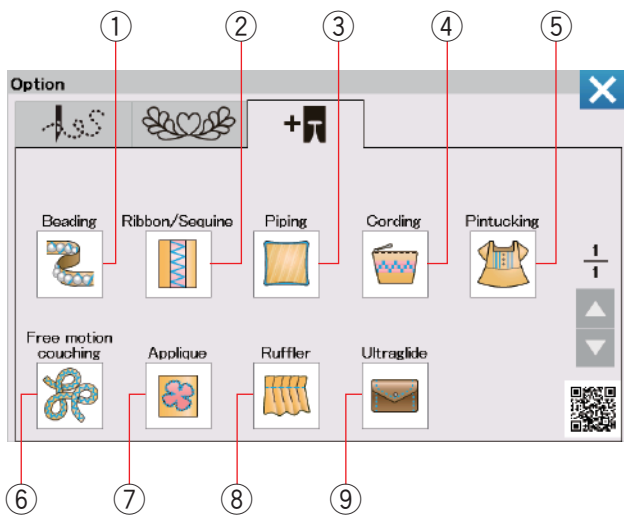 ① ② ③ ④ ⑤
Option
+
Beading Ribbon/Sequine Piping Cording Pintucking
1
1
Free motion
couching Applique Ruffler Ultraglide
⑥ ⑦ ⑧ ⑨